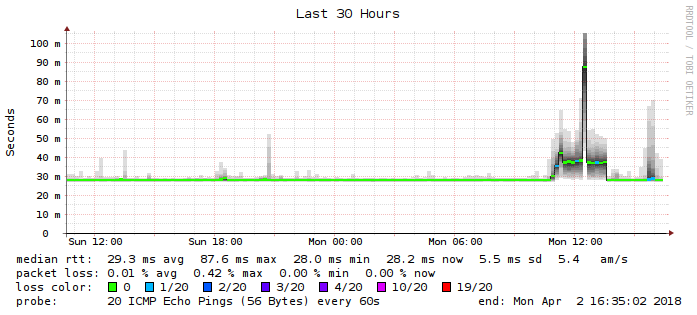 Last 30 Hours
RRDTOOL / TOBI OETIKER
Seconds
100 m
90 m
80 m
70 m
60 m
50 m
40 m
30 m
20 m
10 m
0
Sun 12:00 Sun 18:00 Mon 00:00 Mon 06:00 Mon 12:00
median rtt: 29.3 ms avg 87.6 ms max 28.0 ms min 28.2 ms now 5.5 ms sd 5.4 am/s
packet loss: 0.01 % avg 0.42 % max 0.00 % min 0.00 % now
loss color: 0 1/20 2/20 3/20 4/20 10/20 19/20
probe: 20 ICMP Echo Pings (56 Bytes) every 60s end: Mon Apr 2 16:35:02 2018